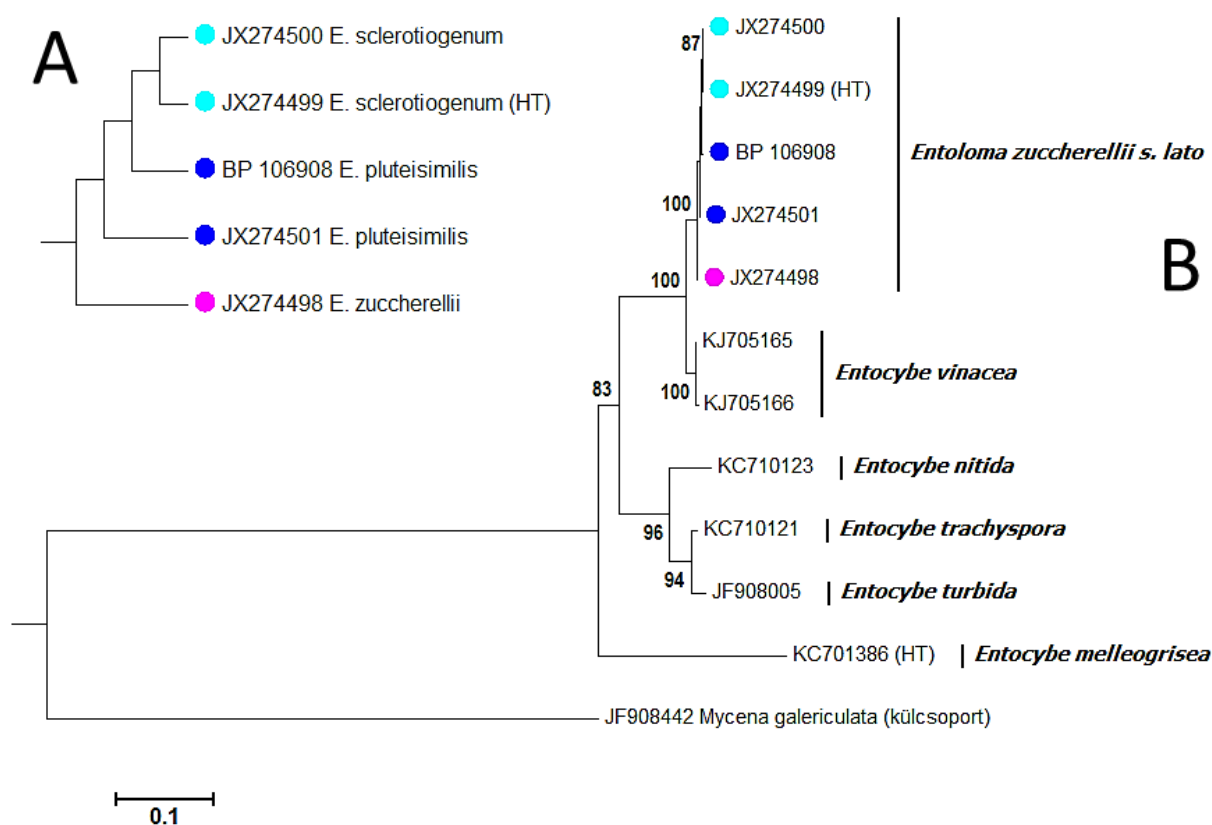 A
JX274500 E. sclerotiogenum
JX274499 E. sclerotiogenum (HT)
BP 106908 E. pluteisimilis
JX274501 E. pluteisimilis
JX274498 E. zuccherellii
B
JX274500
87
JX274499 (HT)
BP 106908
Entoloma zuccherellii s. lato
100
JX274501
JX274498
100
KJ705165
Entocybe vinacea
100
KJ705166
83
KC710123
Entocybe nitida
96
KC710121
Entocybe trachyspora
94
JF908005
Entocybe turbida
KC701386 (HT)
Entocybe melleogrisea
JF908442 Mycena galericulata (külcsoport)
0.1